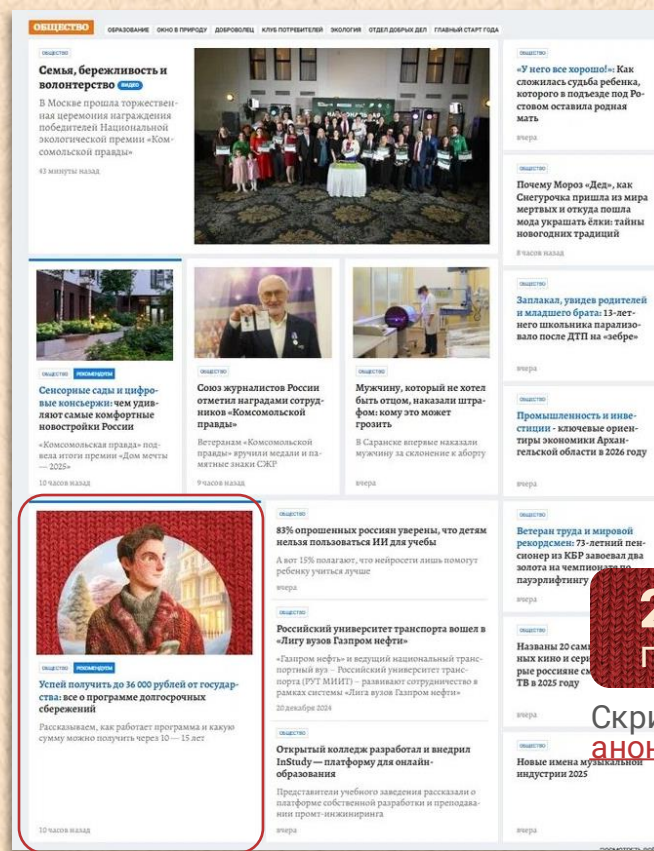 ОБЩЕСТВО
ОБРАЗОВАНИЕ ОКНО В ПРИРОДУ ДОБРОВОЛЕЦ КЛУБ ПОТРЕБИТЕЛЕЙ ЭКОЛОГИЯ ОТДЕЛ ДОБРЫХ ДЕЛ ГЛАВНЫЙ СТАРТ ГОДА
ОБЩЕСТВО
Семья, бережливость и
волонтерство ВИДЕО
В Москве прошла торжествен-
ная церемония награждения
победителей Национальной
экологической премии «Ком-
сомольской правды»
43 минуты назад
ОБЩЕСТВО РЕКОМЕНДУЕМ
Сенсорные сады и цифро-
вые консьержи: чем удив-
ляют самые комфортные
новостройки России
«Комсомольская правда» под-
вела итоги премии «Дом мечты
— 2025»
10 часов назад
ОБЩЕСТВО
Союз журналистов России
отметил наградами сотруд-
ников «Комсомольской
правды»
Ветеранам «Комсомольской
правды» вручили медали и па-
мятные знаки СЖР
9 часов назад
ОБЩЕСТВО
Мужчину, который не хотел
быть отцом, наказали штра-
фом: кому это может
грозить
В Саранске впервые наказали
мужчину за склонение к аборту
вчера
ОБЩЕСТВО РЕКОМЕНДУЕМ
Успей получить до 36 000 рублей от государ-
ства: все о программе долгосрочных
сбережений
Рассказываем, как работает программа и какую
сумму можно получить через 10 — 15 лет
10 часов назад
ОБЩЕСТВО
83% опрошенных россиян уверены, что детям
нельзя пользоваться ИИ для учебы
А вот 15% полагают, что нейросети лишь помогут
ребенку учиться лучше
вчера
ОБЩЕСТВО
Российский университет транспорта вошел в
«Лигу вузов Газпром нефти»
«Газпром нефть» и ведущий национальный транс-
портный вуз – Российский университет транс-
порта (РУТ МИИТ) – развивают сотрудничество в
рамках системы «Лига вузов Газпром нефти»
20 декабря 2024
ОБЩЕСТВО
Открытый колледж разработал и внедрил
InStudy — платформу для онлайн-
образования
Представители учебного заведения рассказали о
платформе собственной разработки и преподава-
нии промт-инжиниринга
вчера
ОБЩЕСТВО
«У него все хорошо!»: Как
сложилась судьба ребенка,
которого в подъезде под Ро-
стовом оставила родная
мать
вчера
ОБЩЕСТВО
Почему Мороз «Дед», как
Снегурочка пришла из мира
мертвых и откуда пошла
мода украшать ёлки: тайны
новогодних традиций
8 часов назад
ОБЩЕСТВО
Заплакал, увидев родителей
и младшего брата: 13-лет-
него школьника парализо-
вало после ДТП на «зебре»
вчера
ОБЩЕСТВО
Промышленность и инве-
стиции - ключевые ориен-
тиры экономики Архан-
гельской области в 2026 году
вчера
ОБЩЕСТВО
Ветеран труда и мировой
рекордсмен: 73-летний пен-
сионер из КБР завоевал два
золота на чемпионате по
пауэрлифтингу
вчера
ОБЩЕСТВО
Названы 20
ных кино и
рые россияне
ТВ в 2025 году
вчера
ОБЩЕСТВО
Новые имена музыкальной
индустрии 2025
вчера
2